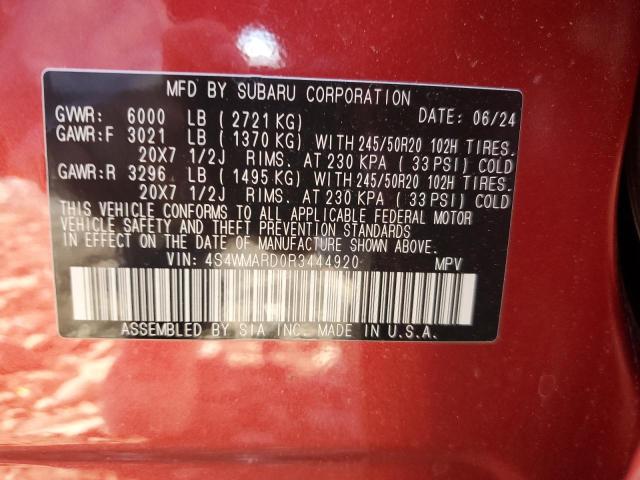 MFD BY SUBARU CORPORATION
GVWR: 6000 LB ( 2721 KG) DATE: 06/24
GAWR:F 3021 LB ( 1370 KG) WITH 245/50R20 102H TIRES.
20X7 1/2J RIMS. AT 230 KPA ( 33 PSI) COLD
GAWR:R 3296 LB ( 1495 KG) WITH 245/50R20 102H TIRES.
20X7 1/2J RIMS. AT 230 KPA ( 33 PSI) COLD
THIS VEHICLE CONFORMS TO ALL APPLICABLE FEDERAL MOTOR
VEHICLE SAFETY AND THEFT PREVENTION STANDARDS
IN EFFECT ON THE DATE OF MANUFACTURE SHOWN ABOVE.
VIN: 4S4WMARD0R3444920 MPV
ASSEMBLED BY SIA INC. MADE IN U.S.A.